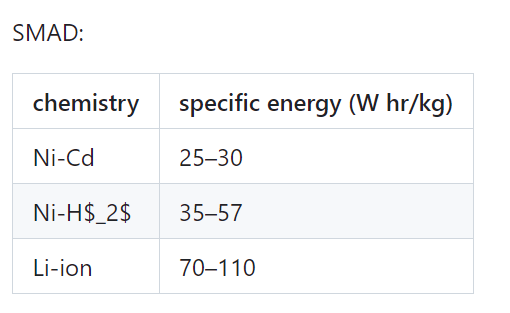 SMAD:
chemistry specific energy (W hr/kg)
Ni-Cd 25–30
Ni-H$_2$ 35–57
Li-ion 70–110